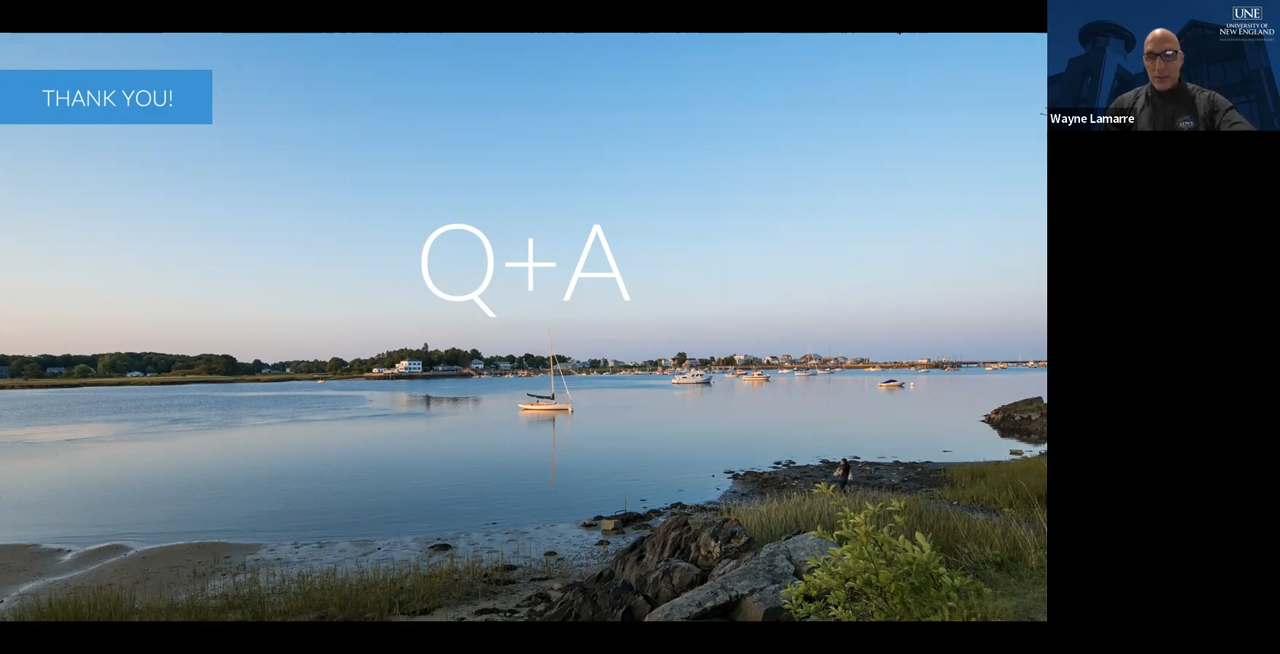 THANK YOU!
Q+A
UNE
UNIVERSITY OF
NEW ENGLAND
Wayne Lamarre